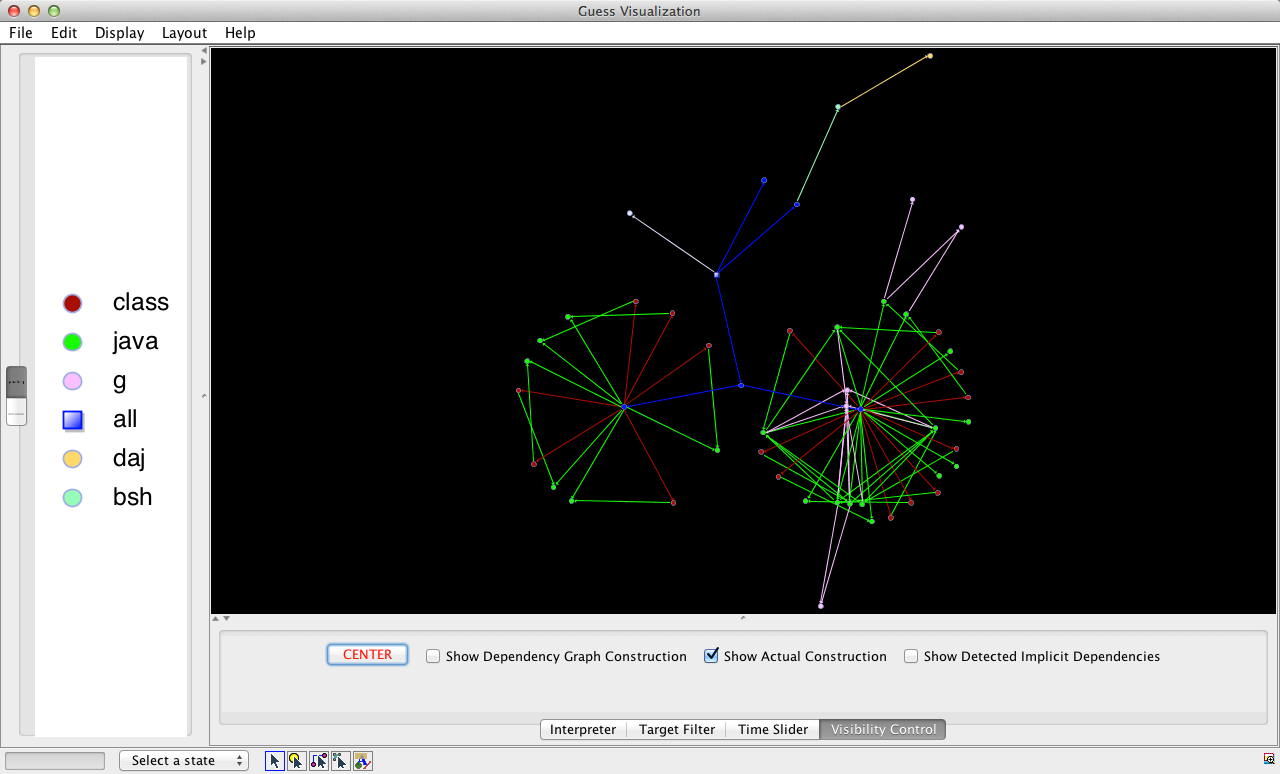 Guess Visualization
File Edit Display Layout Help
class
java
g
all
daj
bsh
CENTER Show Dependency Graph Construction Show Actual Construction Show Detected Implicit Dependencies
Interpreter Target Filter Time Slider Visibility Control
Select a state